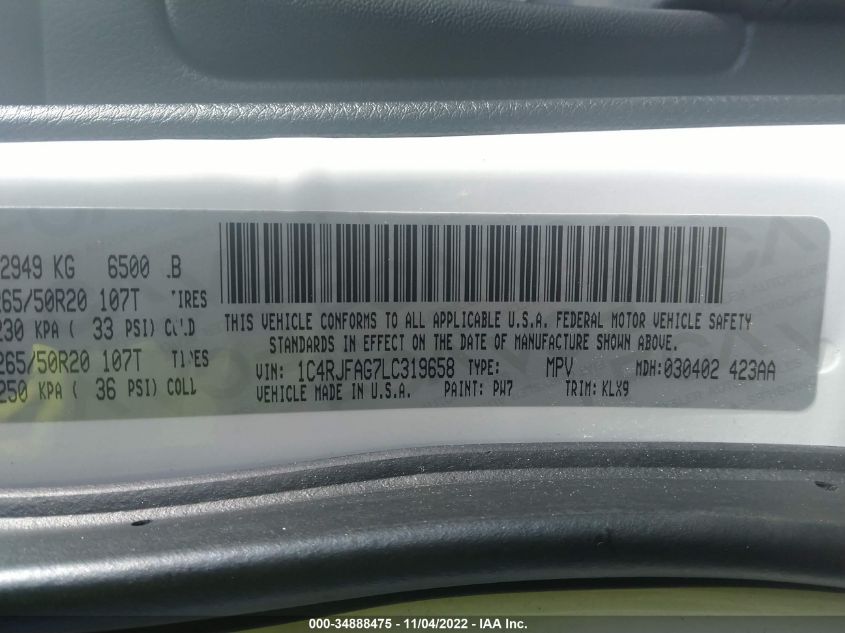 2949 KG 6500 LB
265/50R20 107T TIRES
230 KPA ( 33 PSI) COLD
265/50R20 107T TIRES
250 KPA ( 36 PSI) COLD
THIS VEHICLE CONFORMS TO ALL APPLICABLE U.S.A. FEDERAL MOTOR VEHICLE SAFETY
STANDARDS IN EFFECT ON THE DATE OF MANUFACTURE SHOWN ABOVE.
VIN: 1C4RJFAG7LC319658 TYPE: MPV MDH:030402 423AA
VEHICLE MADE IN U.S.A. PAINT: PW7 TRIM: KLX9
000-34888475 — 11/04/2022 — IAA Inc.